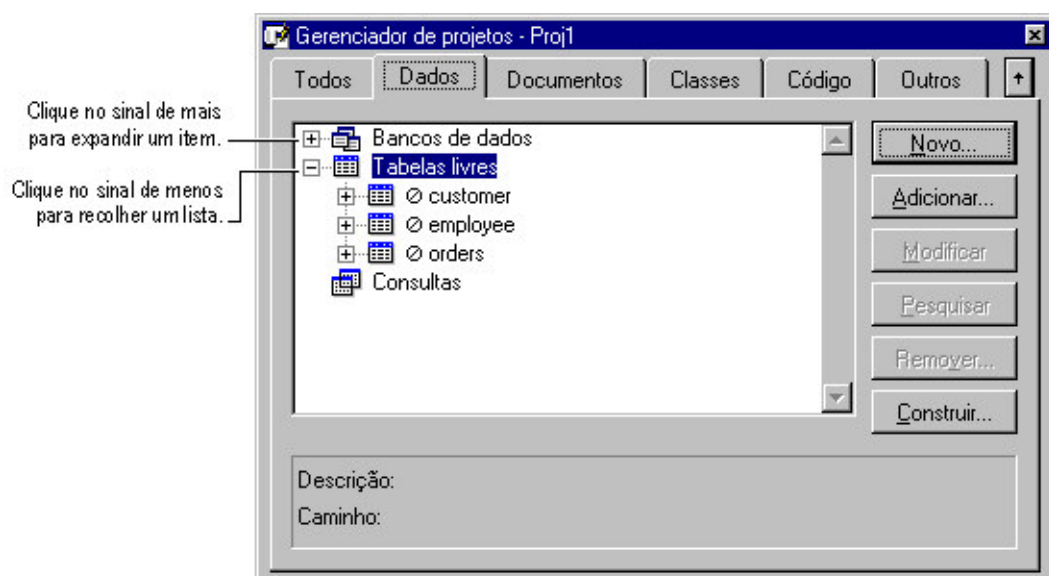 Gerenciador de projetos - Proj1
Todos
Dados
Documentos
Classes
Código
Outros
Clique no sinal de mais
para expandir um item.
Clique no sinal de menos
para recolher um lista.
Bancos de dados
Tabelas livres
customer
employee
orders
Consultas
Novo...
Adicionar...
Modificar
Pesquisar
Remover...
Construir...
Descrição:
Caminho: